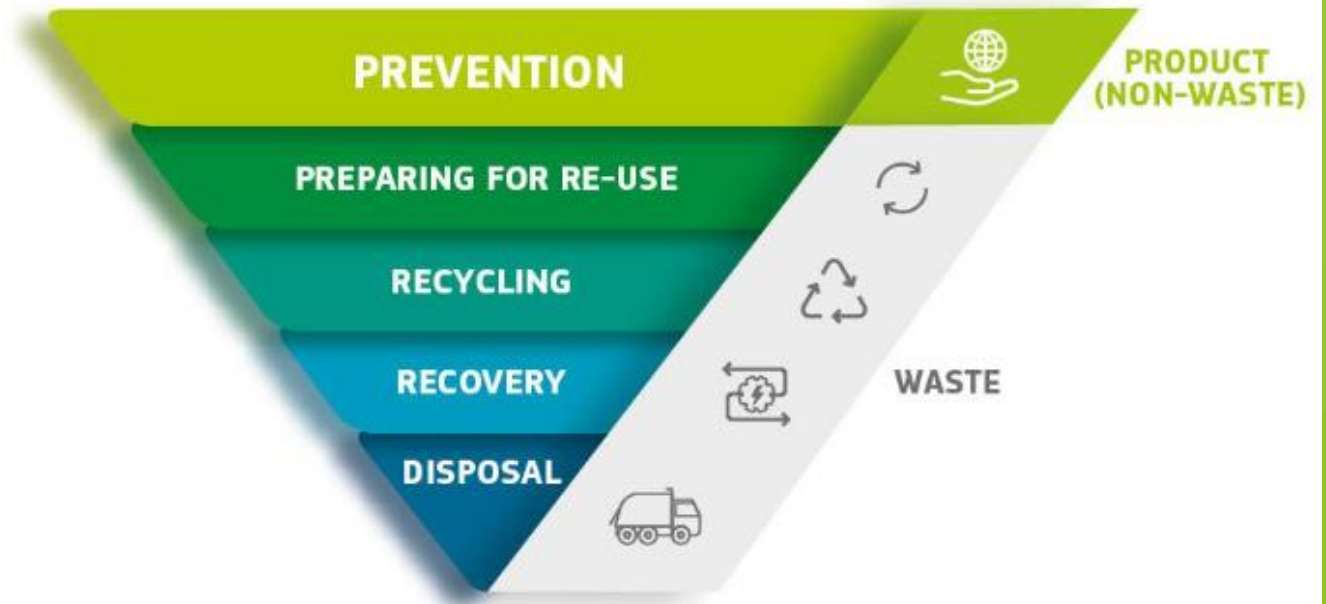 PREVENTION
PRODUCT
(NON-WASTE)
PREPARING FOR RE-USE
RECYCLING
RECOVERY
WASTE
DISPOSAL